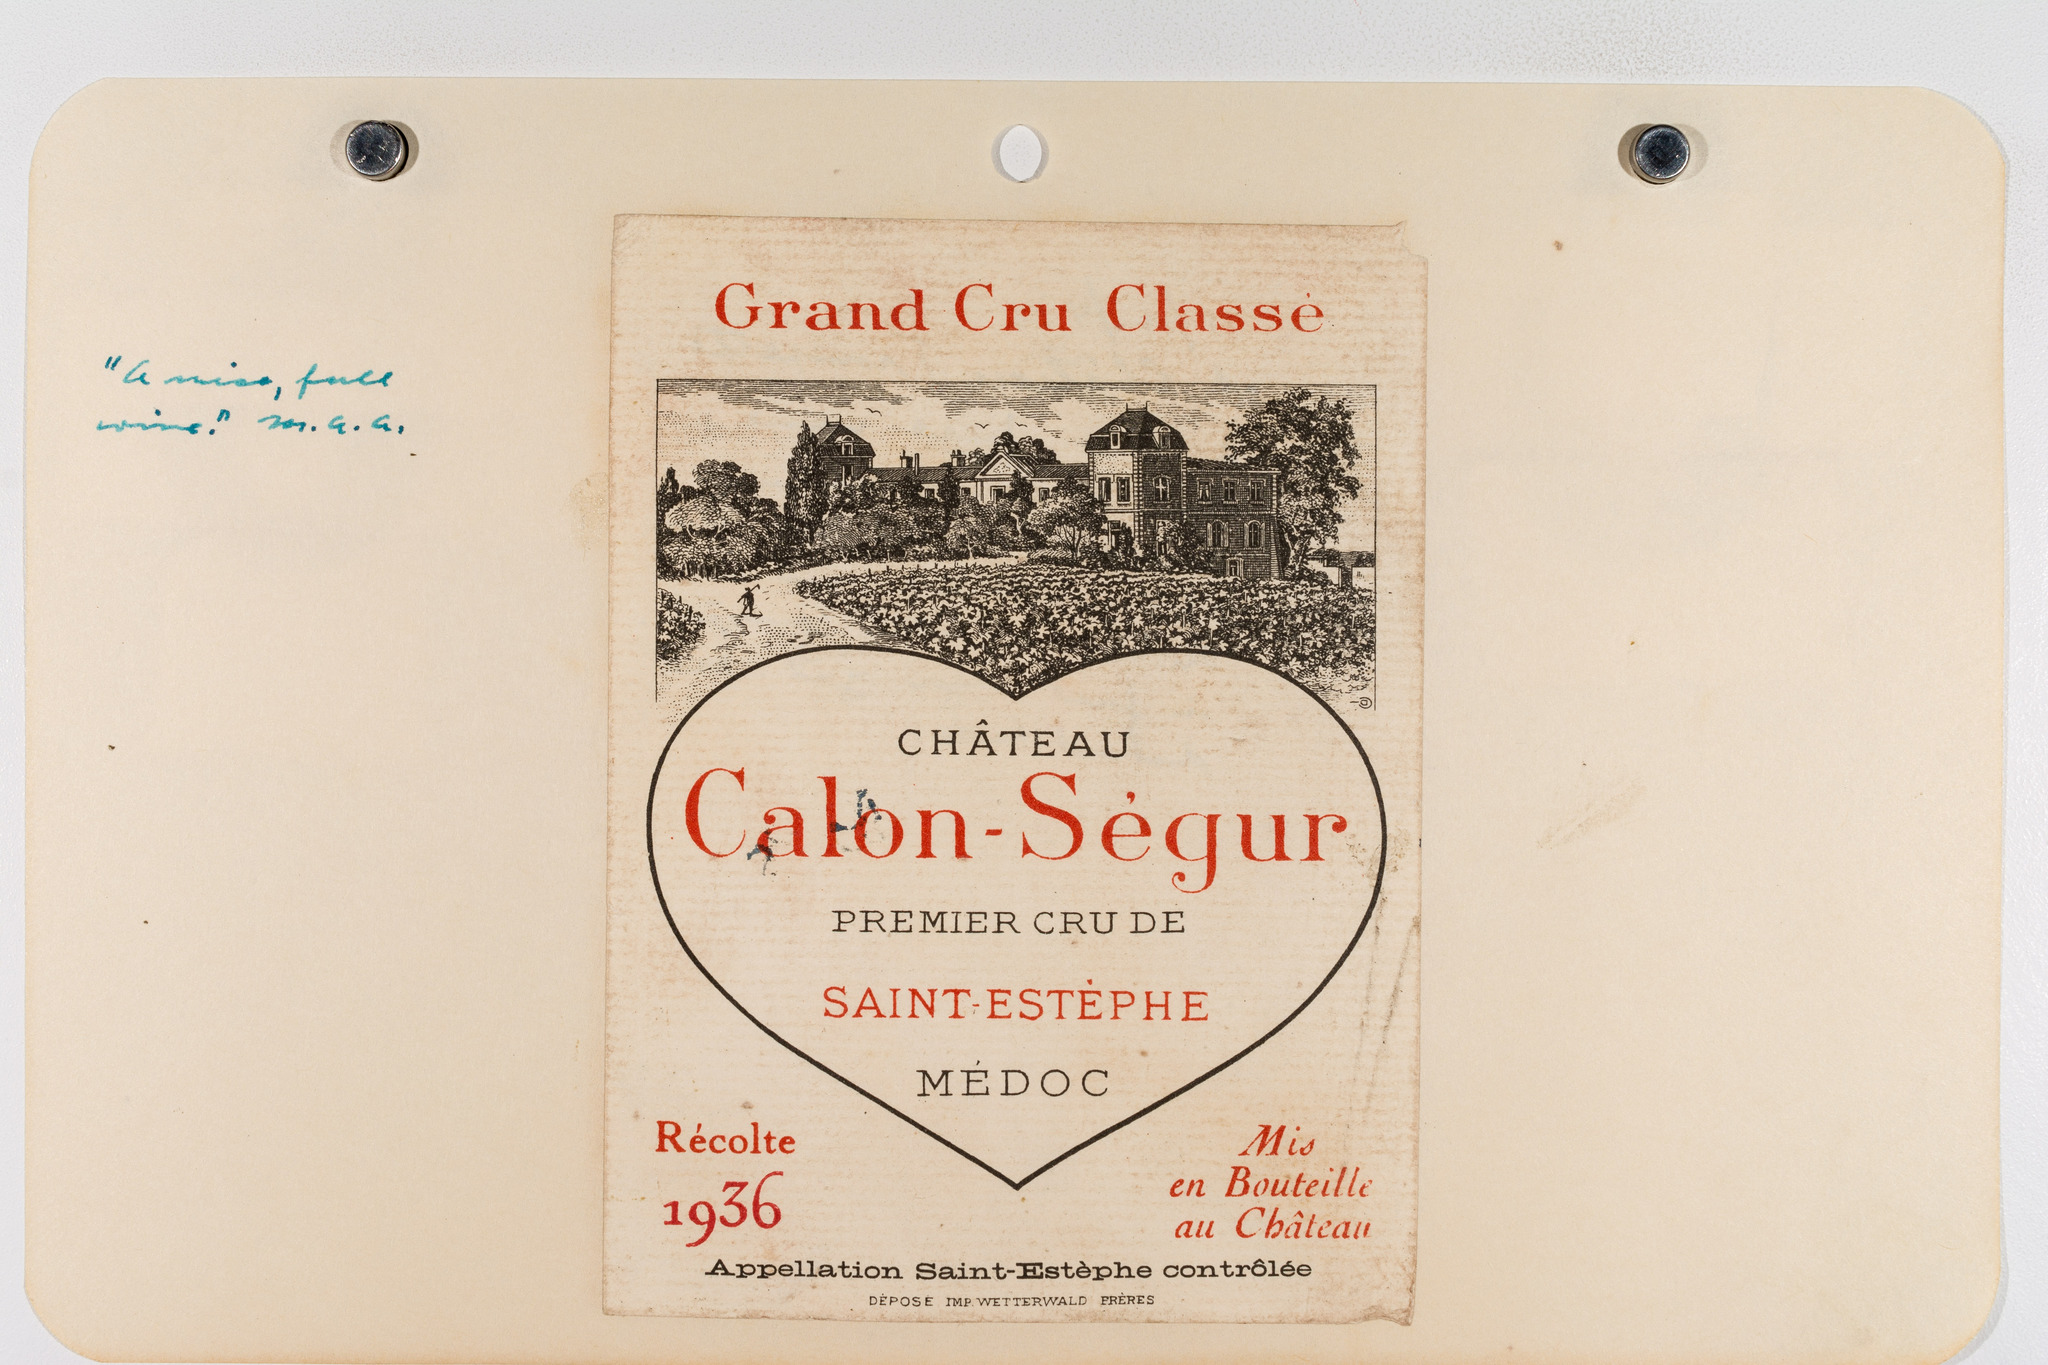 "A nice, full
wine." m.a.a.
Grand Cru Classé
CHÂTEAU
Calon-Ségur
PREMIER CRU DE
SAINT-ESTÈPHE
MÉDOC
Récolte
1936
Mis
en Bouteille
au Château
Appellation Saint-Estèphe contrôlée
DÉPOSÉ IMP. WETTERWALD FRÈRES